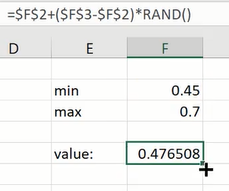 =$F$2+($F$3-$F$2)*RAND()
D E F
min 0.45
max 0.7
value: 0.476508